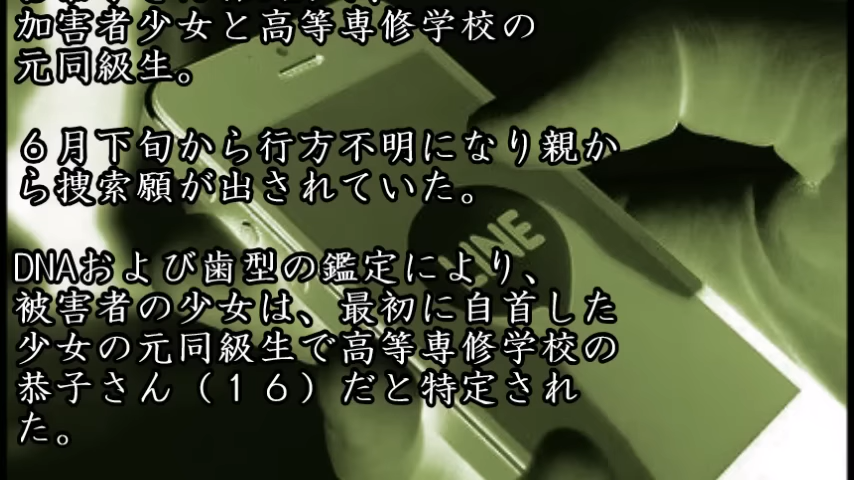 加害者少女と高等専修学校の
元同級生。
６月下旬から行方不明になり親か
ら捜索願が出されていた。
DNAおよび歯型の鑑定により、
被害者の少女は、最初に自首した
少女の元同級生で高等専修学校の
恭子さん（１６）だと特定され
た。
LINE